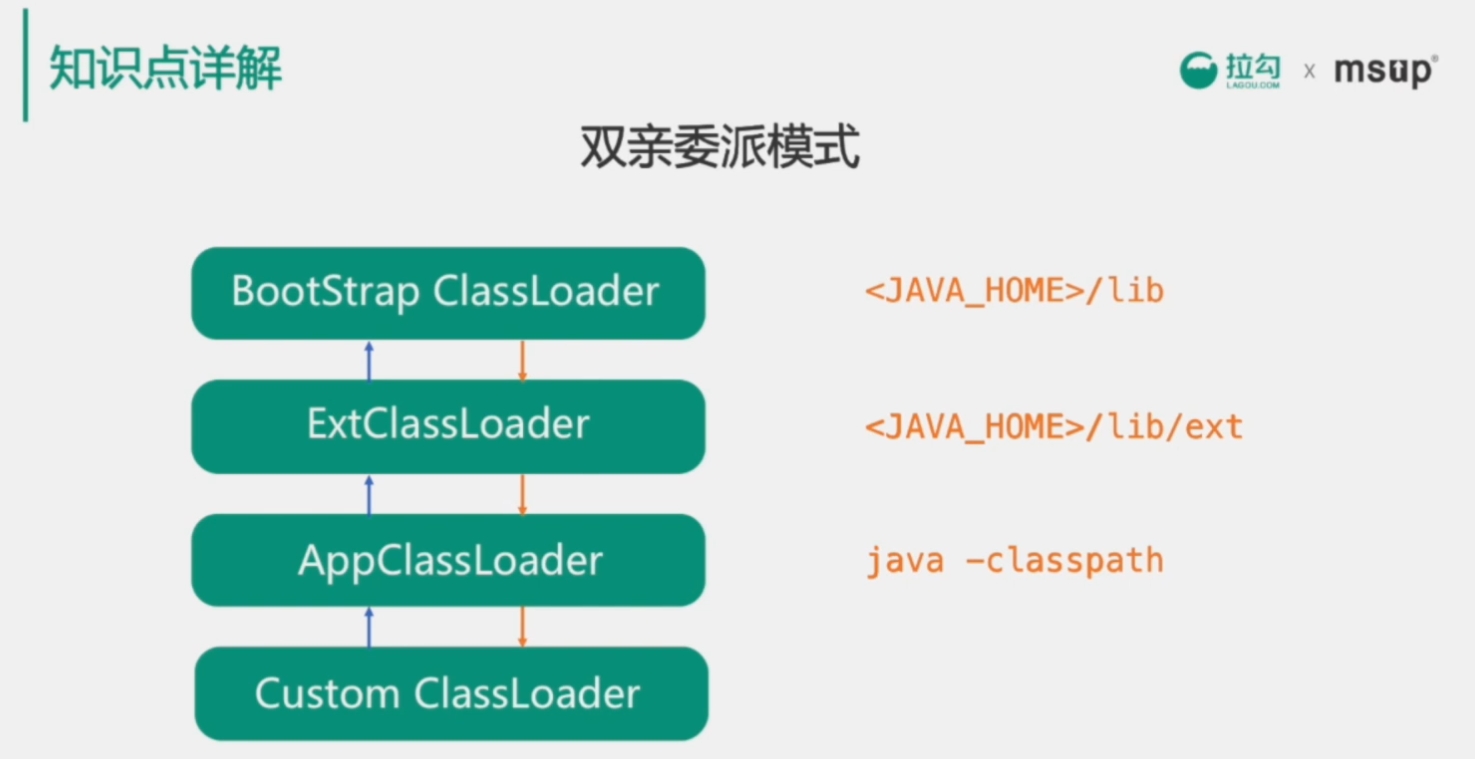 知识点详解
拉勾
LAGOU.COM
x
msup®
双亲委派模式
BootStrap ClassLoader
<JAVA_HOME>/lib
ExtClassLoader
<JAVA_HOME>/lib/ext
AppClassLoader
java -classpath
Custom ClassLoader